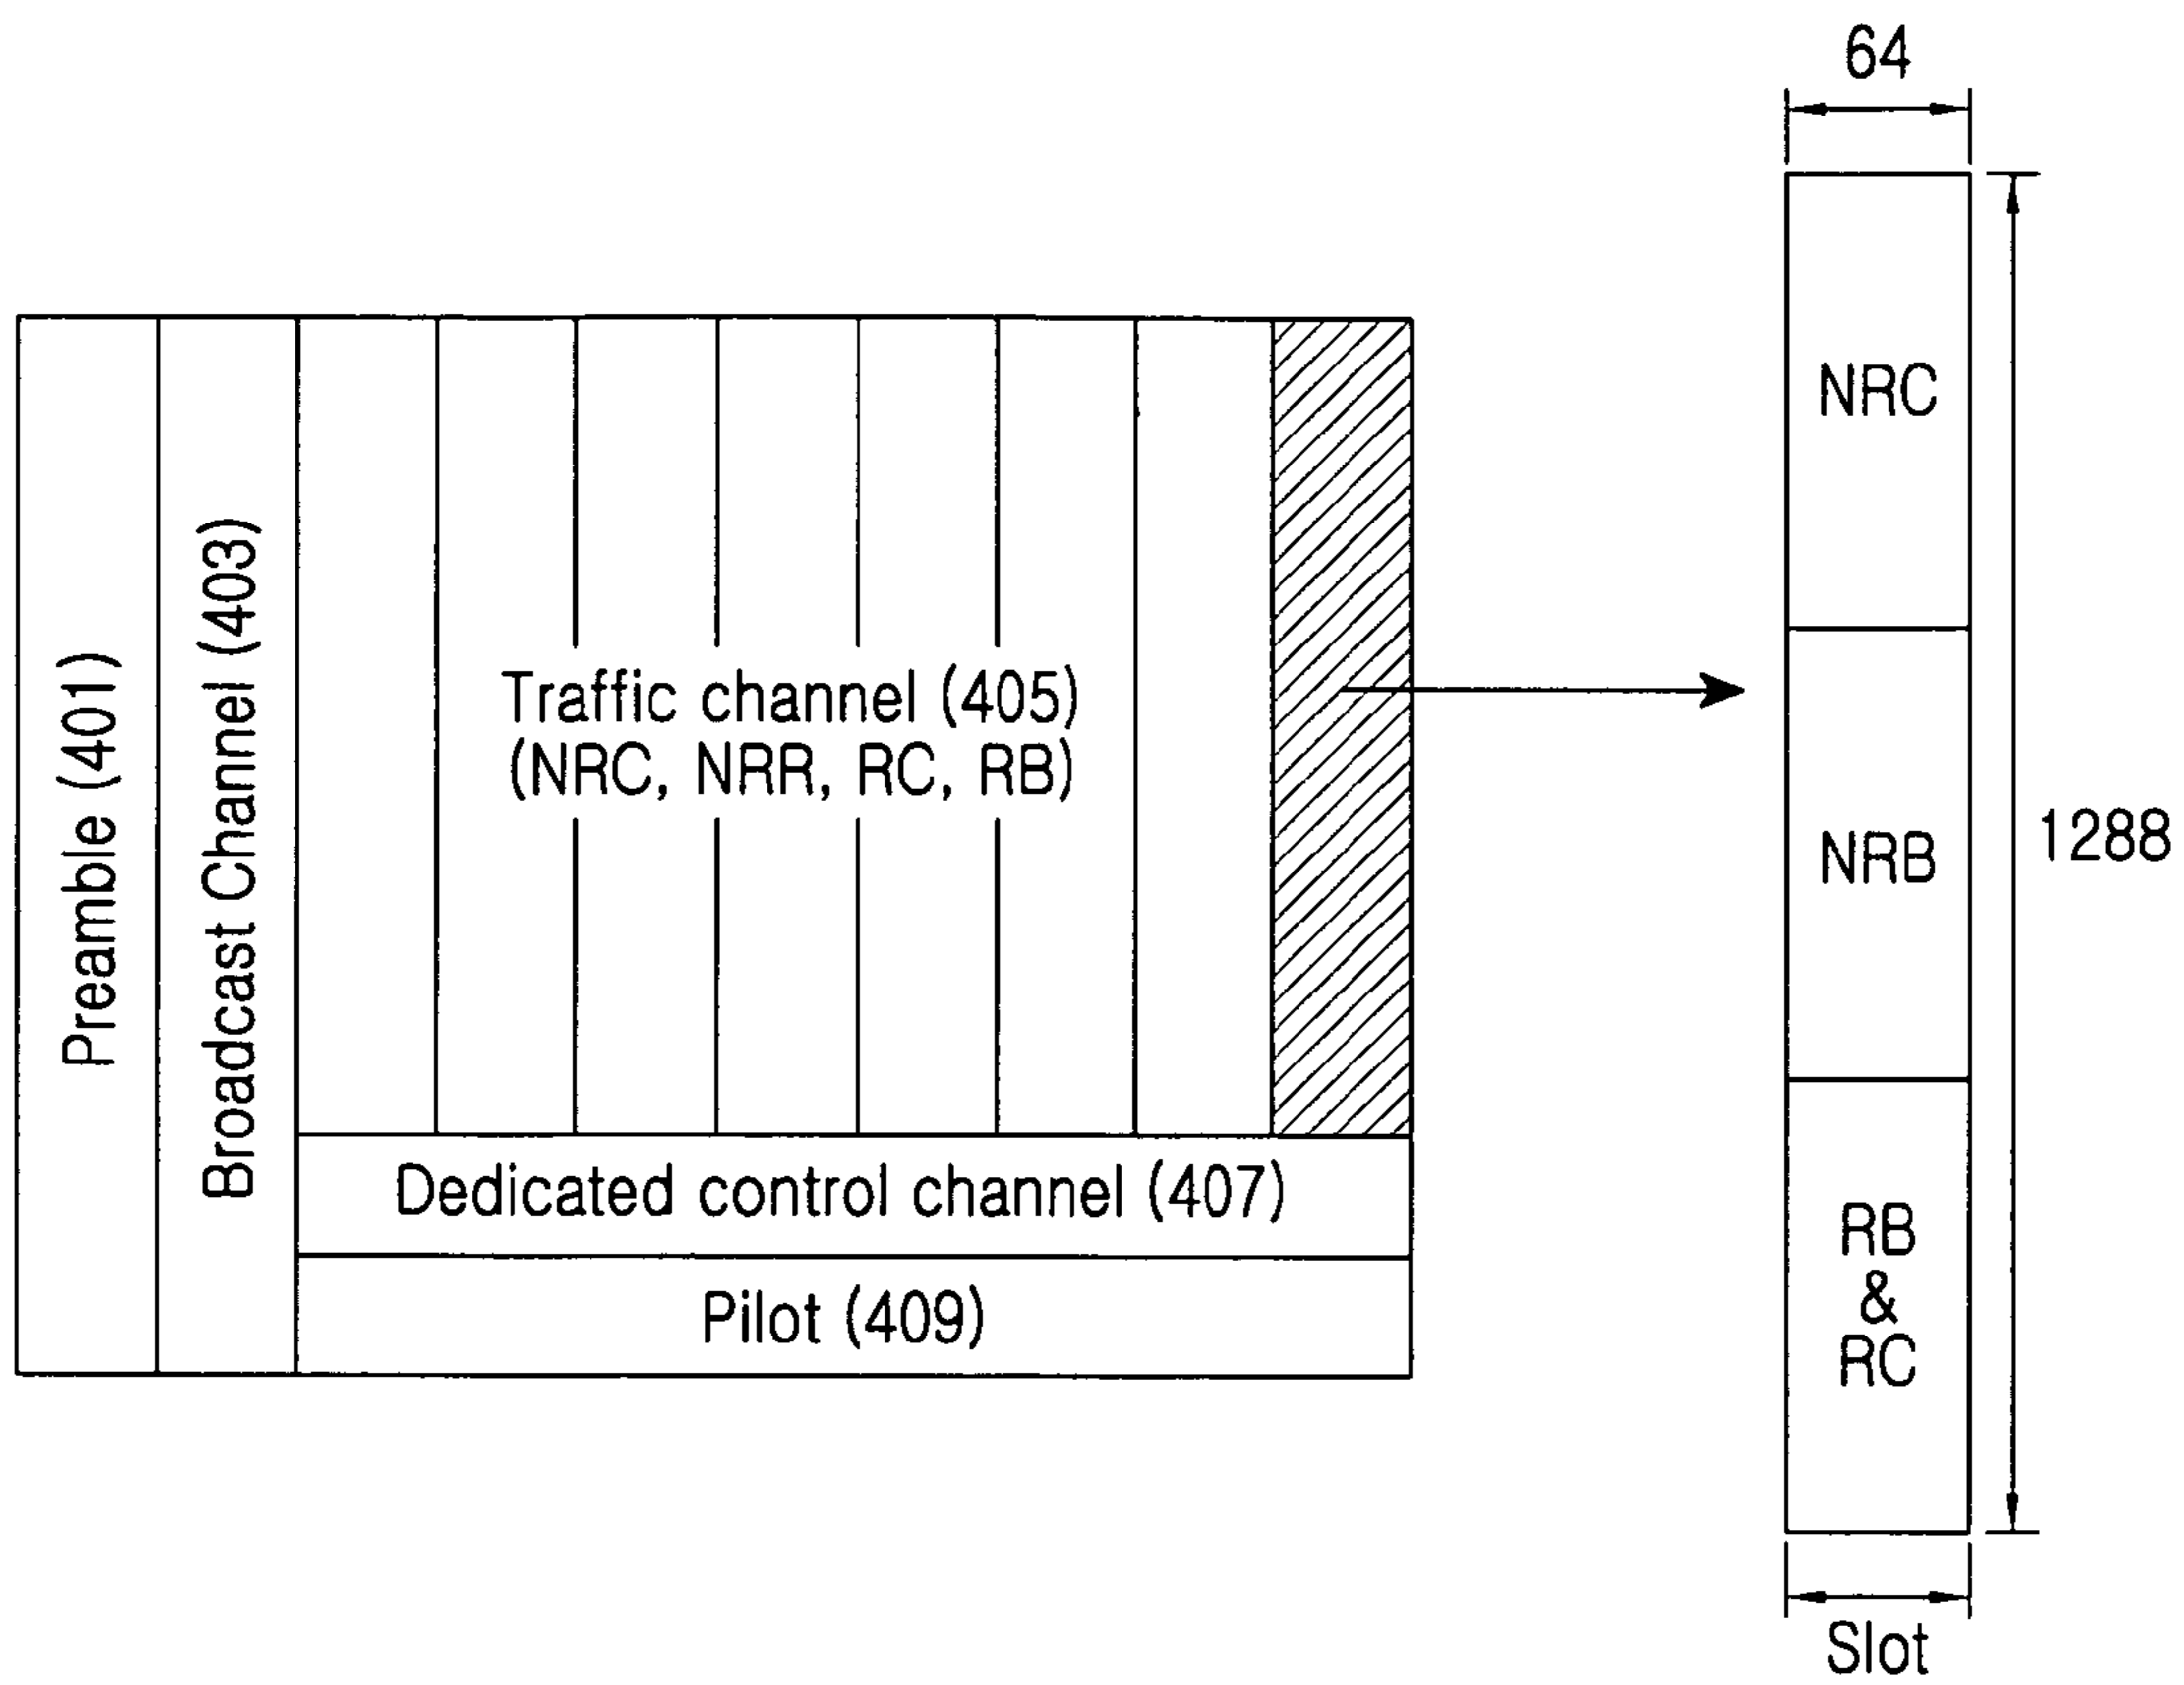 Preamble (401)
Broadcast Channel (403)
Traffic channel (405)
(NRC, NRR, RC, RB)
Dedicated control channel (407)
Pilot (409)
64
NRC
NRB
RB
&
RC
1288
Slot